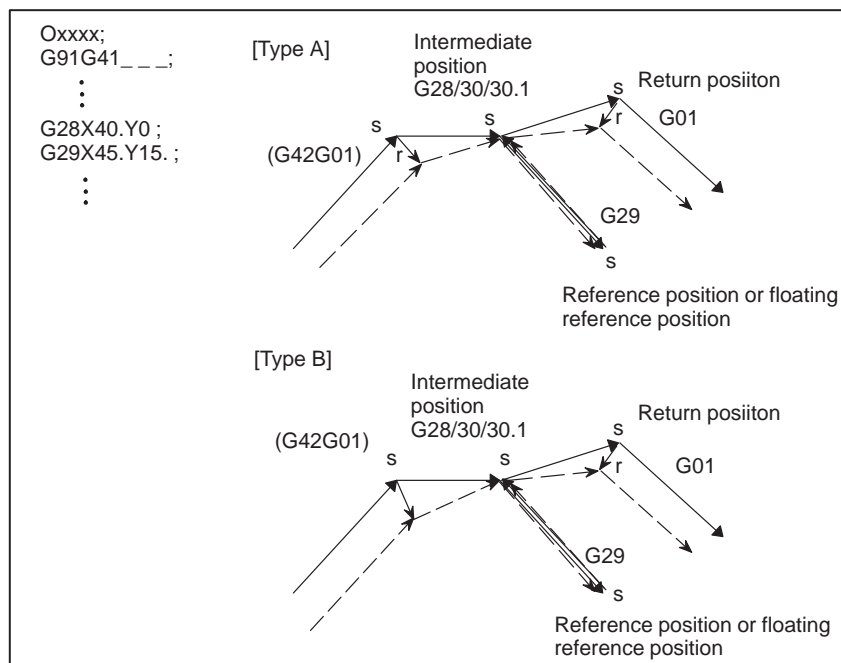 Oxxxx;
G91G41_ _ _;
G28X40.Y0 ;
G29X45.Y15. ;
[Type A]
Intermediate
position
G28/30/30.1
s
s
s
Return posiiton
(G42G01)
r
r
G01
G29
s
Reference position or floating
reference position
[Type B]
Intermediate
position
G28/30/30.1
(G42G01)
s
s
s
Return posiiton
r
G01
G29
s
Reference position or floating
reference position